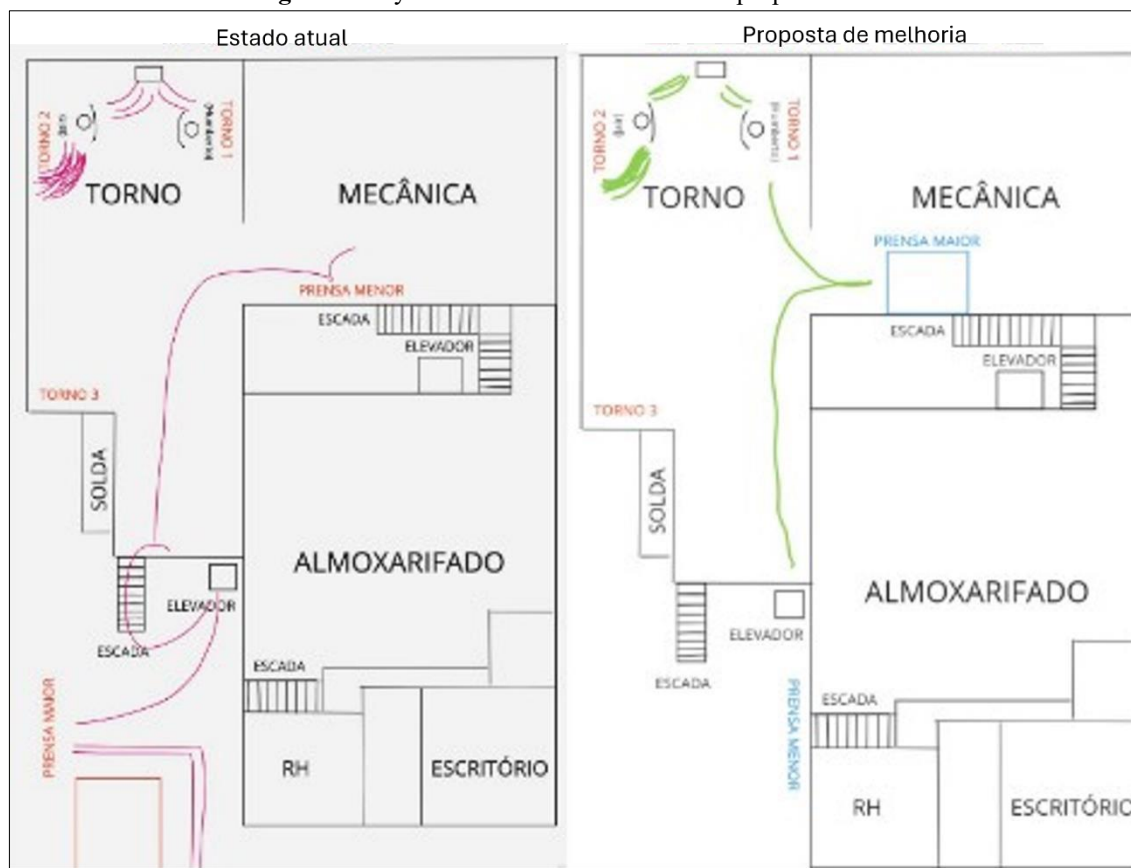 Estado atual
TORNO 2
TORNO 1
TORNO
MECÂNICA
PRENSA MENOR
ESCADA
ELEVADOR
TORNO 3
SOLDA
ALMOXARIFADO
ELEVADOR
ESCADA
ESCADA
PRENSA MAIOR
RH
ESCRITÓRIO
Proposta de melhoria
TORNO 2
TORNO 1
TORNO
MECÂNICA
PRENSA MAIOR
ESCADA
ELEVADOR
TORNO 3
SOLDA
ALMOXARIFADO
ELEVADOR
ESCADA
PRENSA MENOR
ESCADA
RH
ESCRITÓRIO